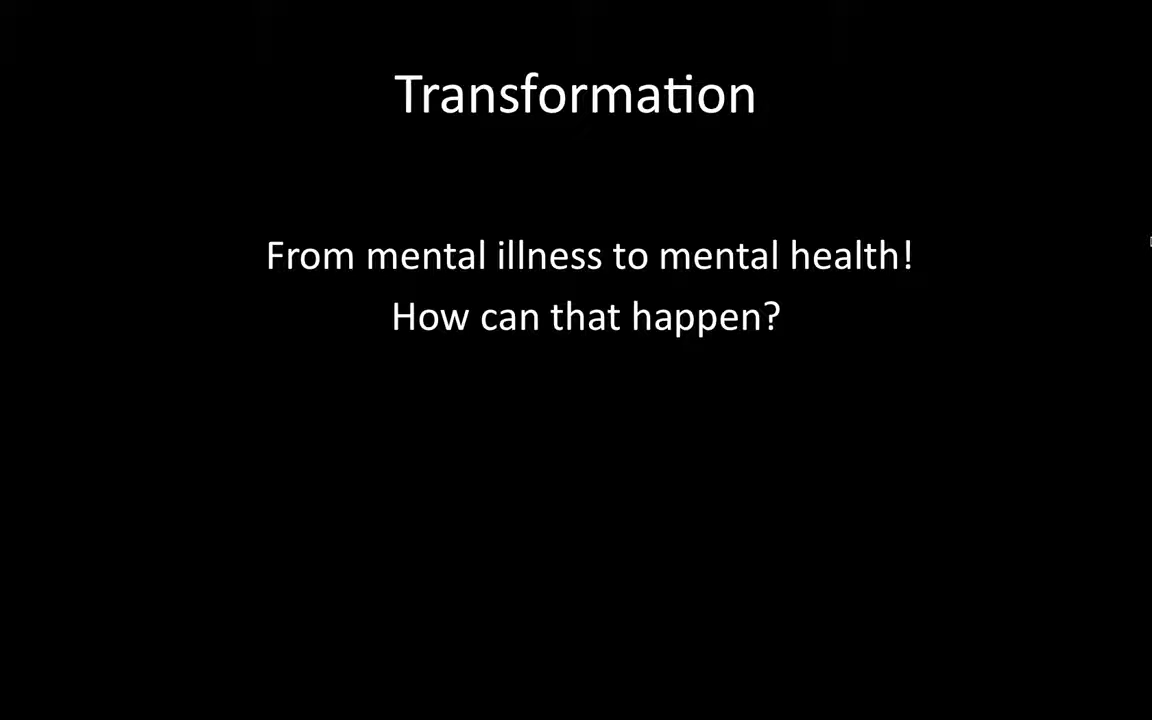 Transformation
From mental illness to mental health!
How can that happen?